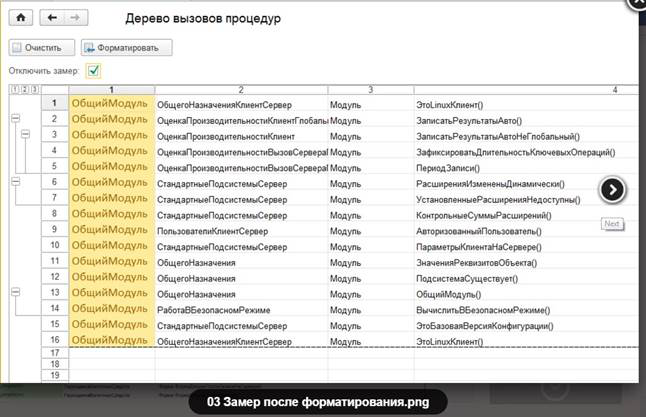 Дерево вызовов процедур
Очистить Форматировать
Отключить замер:
1 2 3 1 2 3 4
1 ОбщийМодуль ОбщегоНазначенияКлиентСервер Модуль ЭтоLinuxКлиент()
2 ОбщийМодуль ОценкаПроизводительностиКлиентГлобальн Модуль ЗаписатьРезультатыАвто()
3 ОбщийМодуль ОценкаПроизводительностиКлиент Модуль ЗаписатьРезультатыАвтоНеГлобальный()
4 ОбщийМодуль ОценкаПроизводительностиВызовСервераГ Модуль ЗафиксироватьДлительностьКлючевыхОпераций()
5 ОбщийМодуль ОценкаПроизводительностиВызовСервераГ Модуль ПериодЗаписи()
6 ОбщийМодуль СтандартныеПодсистемыСервер Модуль РасширенияИзмененыДинамически()
7 ОбщийМодуль СтандартныеПодсистемыСервер Модуль УстановленныеРасширенияНедоступны()
8 ОбщийМодуль СтандартныеПодсистемыСервер Модуль КонтрольныеСуммыРасширений()
9 ОбщийМодуль ПользователиКлиентСервер Модуль АвторизованныйПользователь()
10 ОбщийМодуль СтандартныеПодсистемыСервер Модуль ПараметрыКлиентаНаСервере()
11 ОбщийМодуль ОбщегоНазначения Модуль ЗначенияРеквизитовОбъекта()
12 ОбщийМодуль ОбщегоНазначения Модуль ПодсистемаСуществует()
13 ОбщийМодуль ОбщегоНазначения Модуль ОбщийМодуль()
14 ОбщийМодуль РаботаВБезопасномРежиме Модуль ВычислитьВБезопасномРежиме()
15 ОбщийМодуль СтандартныеПодсистемыСервер Модуль ЭтоБазоваяВерсияКонфигурации()
16 ОбщийМодуль ОбщегоНазначенияКлиентСервер Модуль ЭтоLinuxКлиент()
17
18
19
Next
03 Замер после форматирования.png